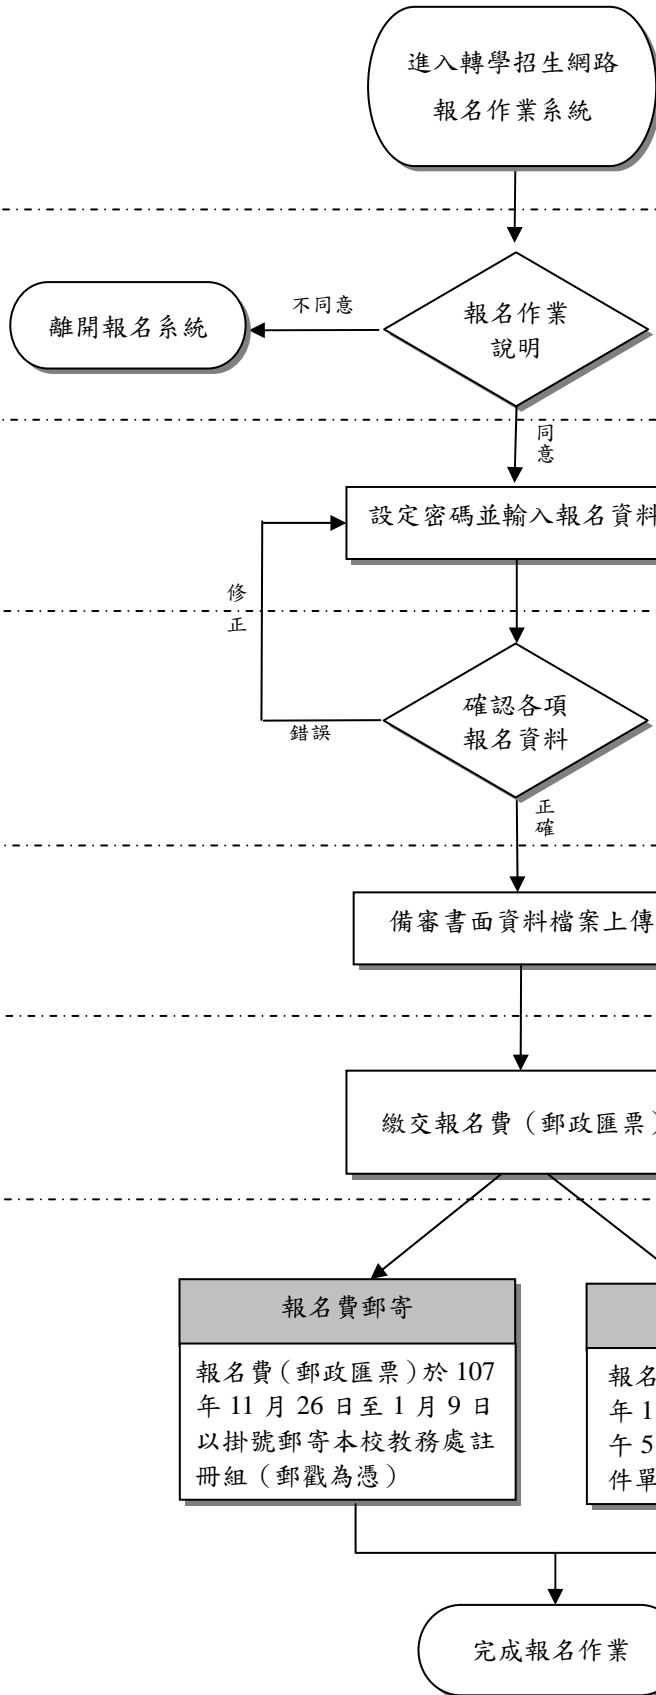 進入轉學招生網路
報名作業系統
不同意
離開報名系統
報名作業
說明
同
意
設定密碼並輸入報名資料
修
正
確認各項
報名資料
錯誤
正
確
備審書面資料檔案上傳
繳交報名費（郵政匯票）
報名費郵寄
報名費（郵政匯票）於 107
年 11 月 26 日至 1 月 9 日
以掛號郵寄本校教務處註
冊組（郵戳為憑）
報名
年 1
午 5
件單
完成報名作業